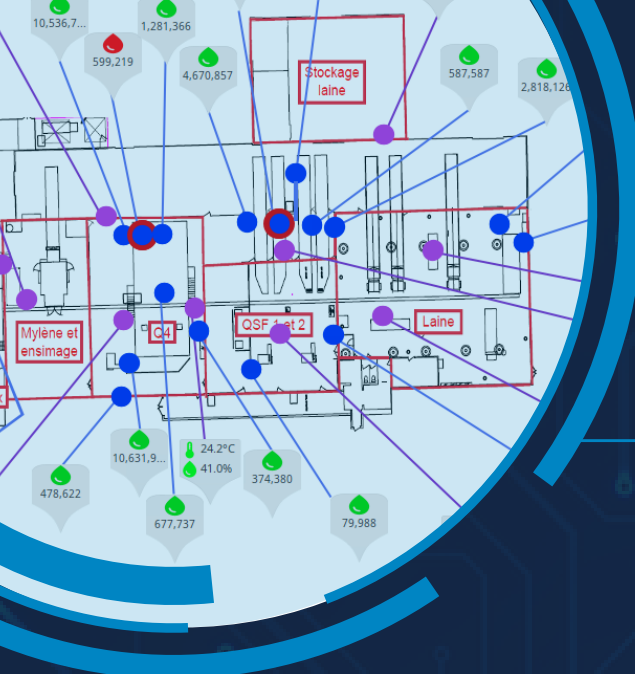 10,536,7...
1,281,366
599,219
4,670,857
587,587
2,818,126
Stockage
laine
Mylène et
ensimage
Q4
QSF 1 et 2
Laine
x
478,622
10,631,9...
24.2°C
41.0%
374,380
677,737
79,988